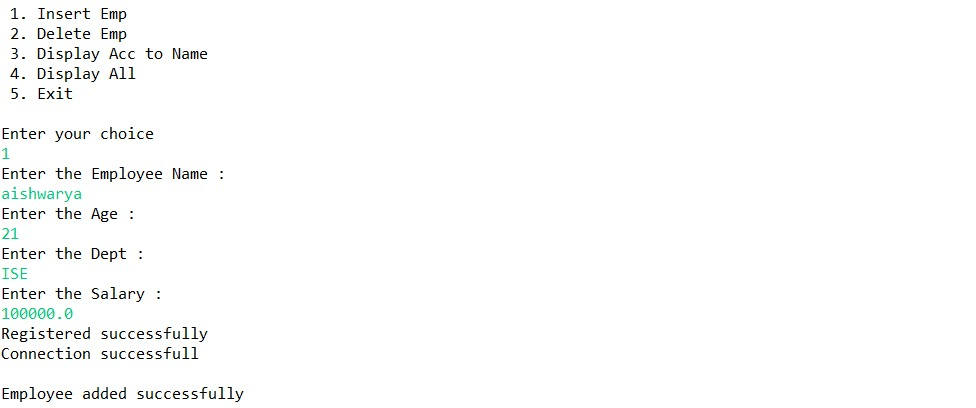 1. Insert Emp
2. Delete Emp
3. Display Acc to Name
4. Display All
5. Exit
Enter your choice
1
Enter the Employee Name :
aishwarya
Enter the Age :
21
Enter the Dept :
ISE
Enter the Salary :
100000.0
Registered successfully
Connection successfull
Employee added successfully